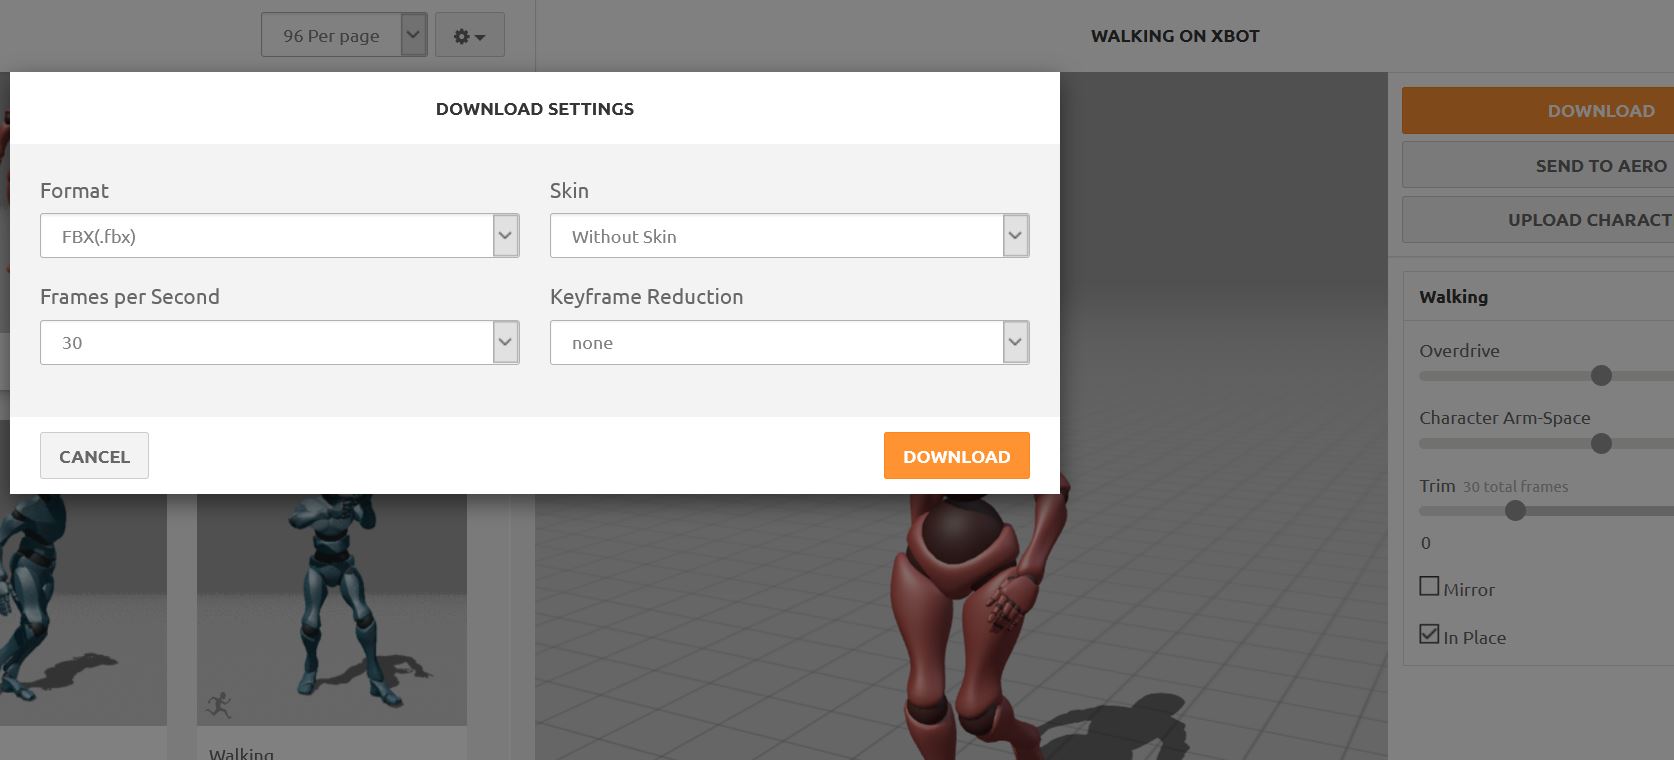 96 Per page
WALKING ON XBOT
DOWNLOAD SETTINGS
Format
FBX(.fbx)
Skin
Without Skin
Frames per Second
30
Keyframe Reduction
none
CANCEL
DOWNLOAD
DOWNLOAD
SEND TO AERO
UPLOAD CHARACT
Walking
Overdrive
Character Arm-Space
Trim 30 total frames
0
Mirror
In Place
Walking